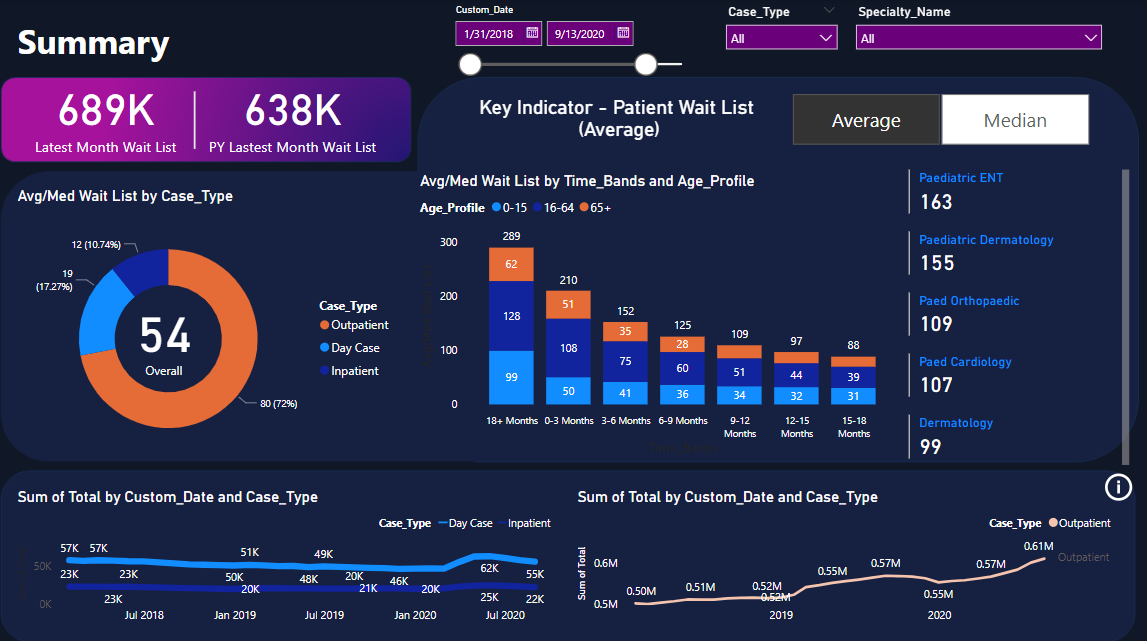 Summary
Custom_Date
1/31/2018
9/13/2020
Case_Type
All
Specialty_Name
All
689K
Latest Month Wait List
638K
PY Lastest Month Wait List
Key Indicator - Patient Wait List
(Average)
Average
Median
Avg/Med Wait List by Case_Type
12 (10.74%)
19
(17.27%)
54
Overall
80 (72%)
Case_Type
Outpatient
Day Case
Inpatient
Avg/Med Wait List by Time_Bands and Age_Profile
Age_Profile 0-15 16-64 65+
300
200
100
0
289
62
128
99
210
51
108
50
152
35
75
41
125
28
60
36
109
51
34
97
44
32
88
39
31
18+ Months
0-3 Months
3-6 Months
6-9 Months
9-12
Months
12-15
Months
15-18
Months
Paediatric ENT
163
Paediatric Dermatology
155
Paed Orthopaedic
109
Paed Cardiology
107
Dermatology
99
Sum of Total by Custom_Date and Case_Type
Case_Type Day Case Inpatient
50K
0K
57K
57K
51K
49K
50K
48K
46K
62K
55K
23K
23K
23K
20K
20K
21K
20K
25K
22K
Jul 2018
Jan 2019
Jul 2019
Jan 2020
Jul 2020
Sum of Total by Custom_Date and Case_Type
Case_Type Outpatient
Sum of Total
0.6M
0.5M
0.50M
0.51M
0.52M
0.52M
0.55M
0.57M
0.55M
0.57M
0.61M
Outpatient
2019
2020
i